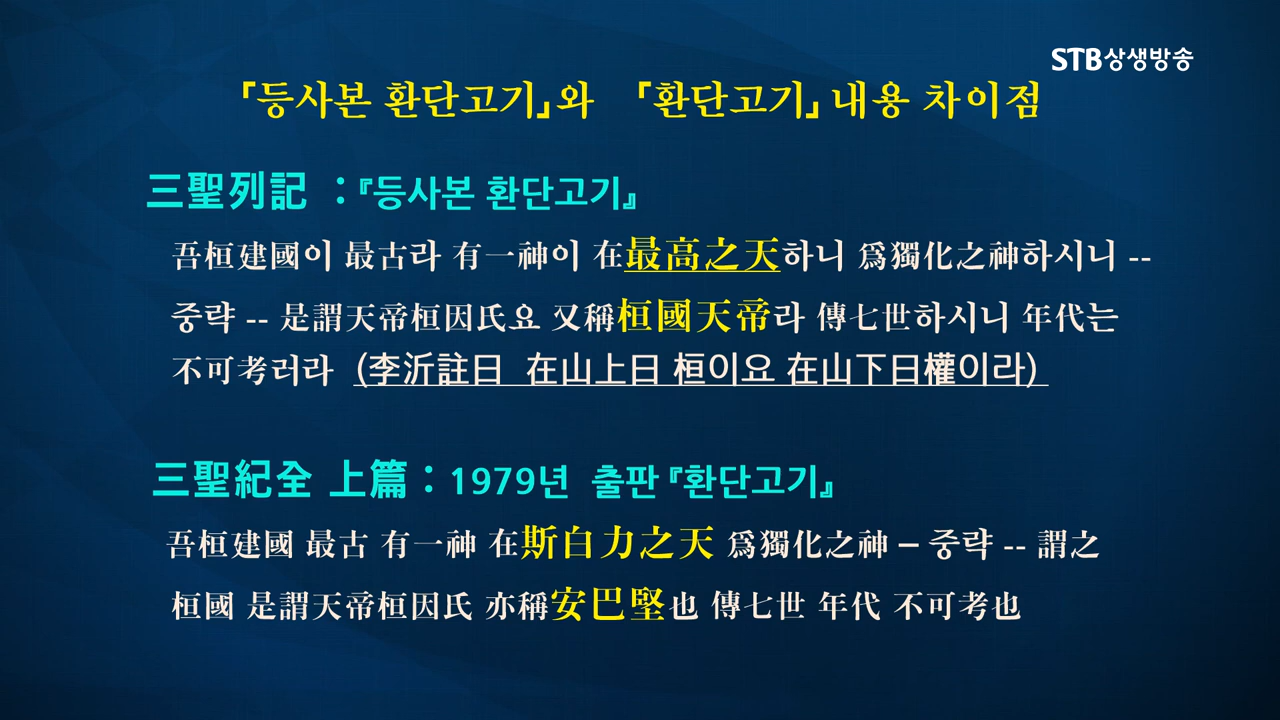 STB상생방송
「등사본 환단고기」와 「환단고기」 내용 차이점
三聖列記 : 『등사본 환단고기』
吾桓建國이 最古라 有一神이 在最高之天하니 爲獨化之神하시니 --
중략 -- 是謂天帝桓因氏요 又稱桓國天帝라 傳七世하시니 年代는
不可考러라 (李沂註曰 在山上曰 桓이요 在山下曰權이라)
三聖紀全 上篇 : 1979년 출판 『환단고기』
吾桓建國 最古 有一神 在斯白力之天 爲獨化之神 – 중략 -- 謂之
桓國 是謂天帝桓因氏 亦稱安巴堅也 傳七世 年代 不可考也